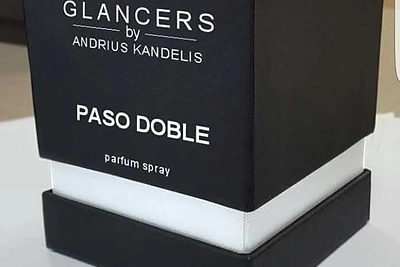 GLANCERS
by
ANDRIUS KANDELIS
PASO DOBLE
parfum spray